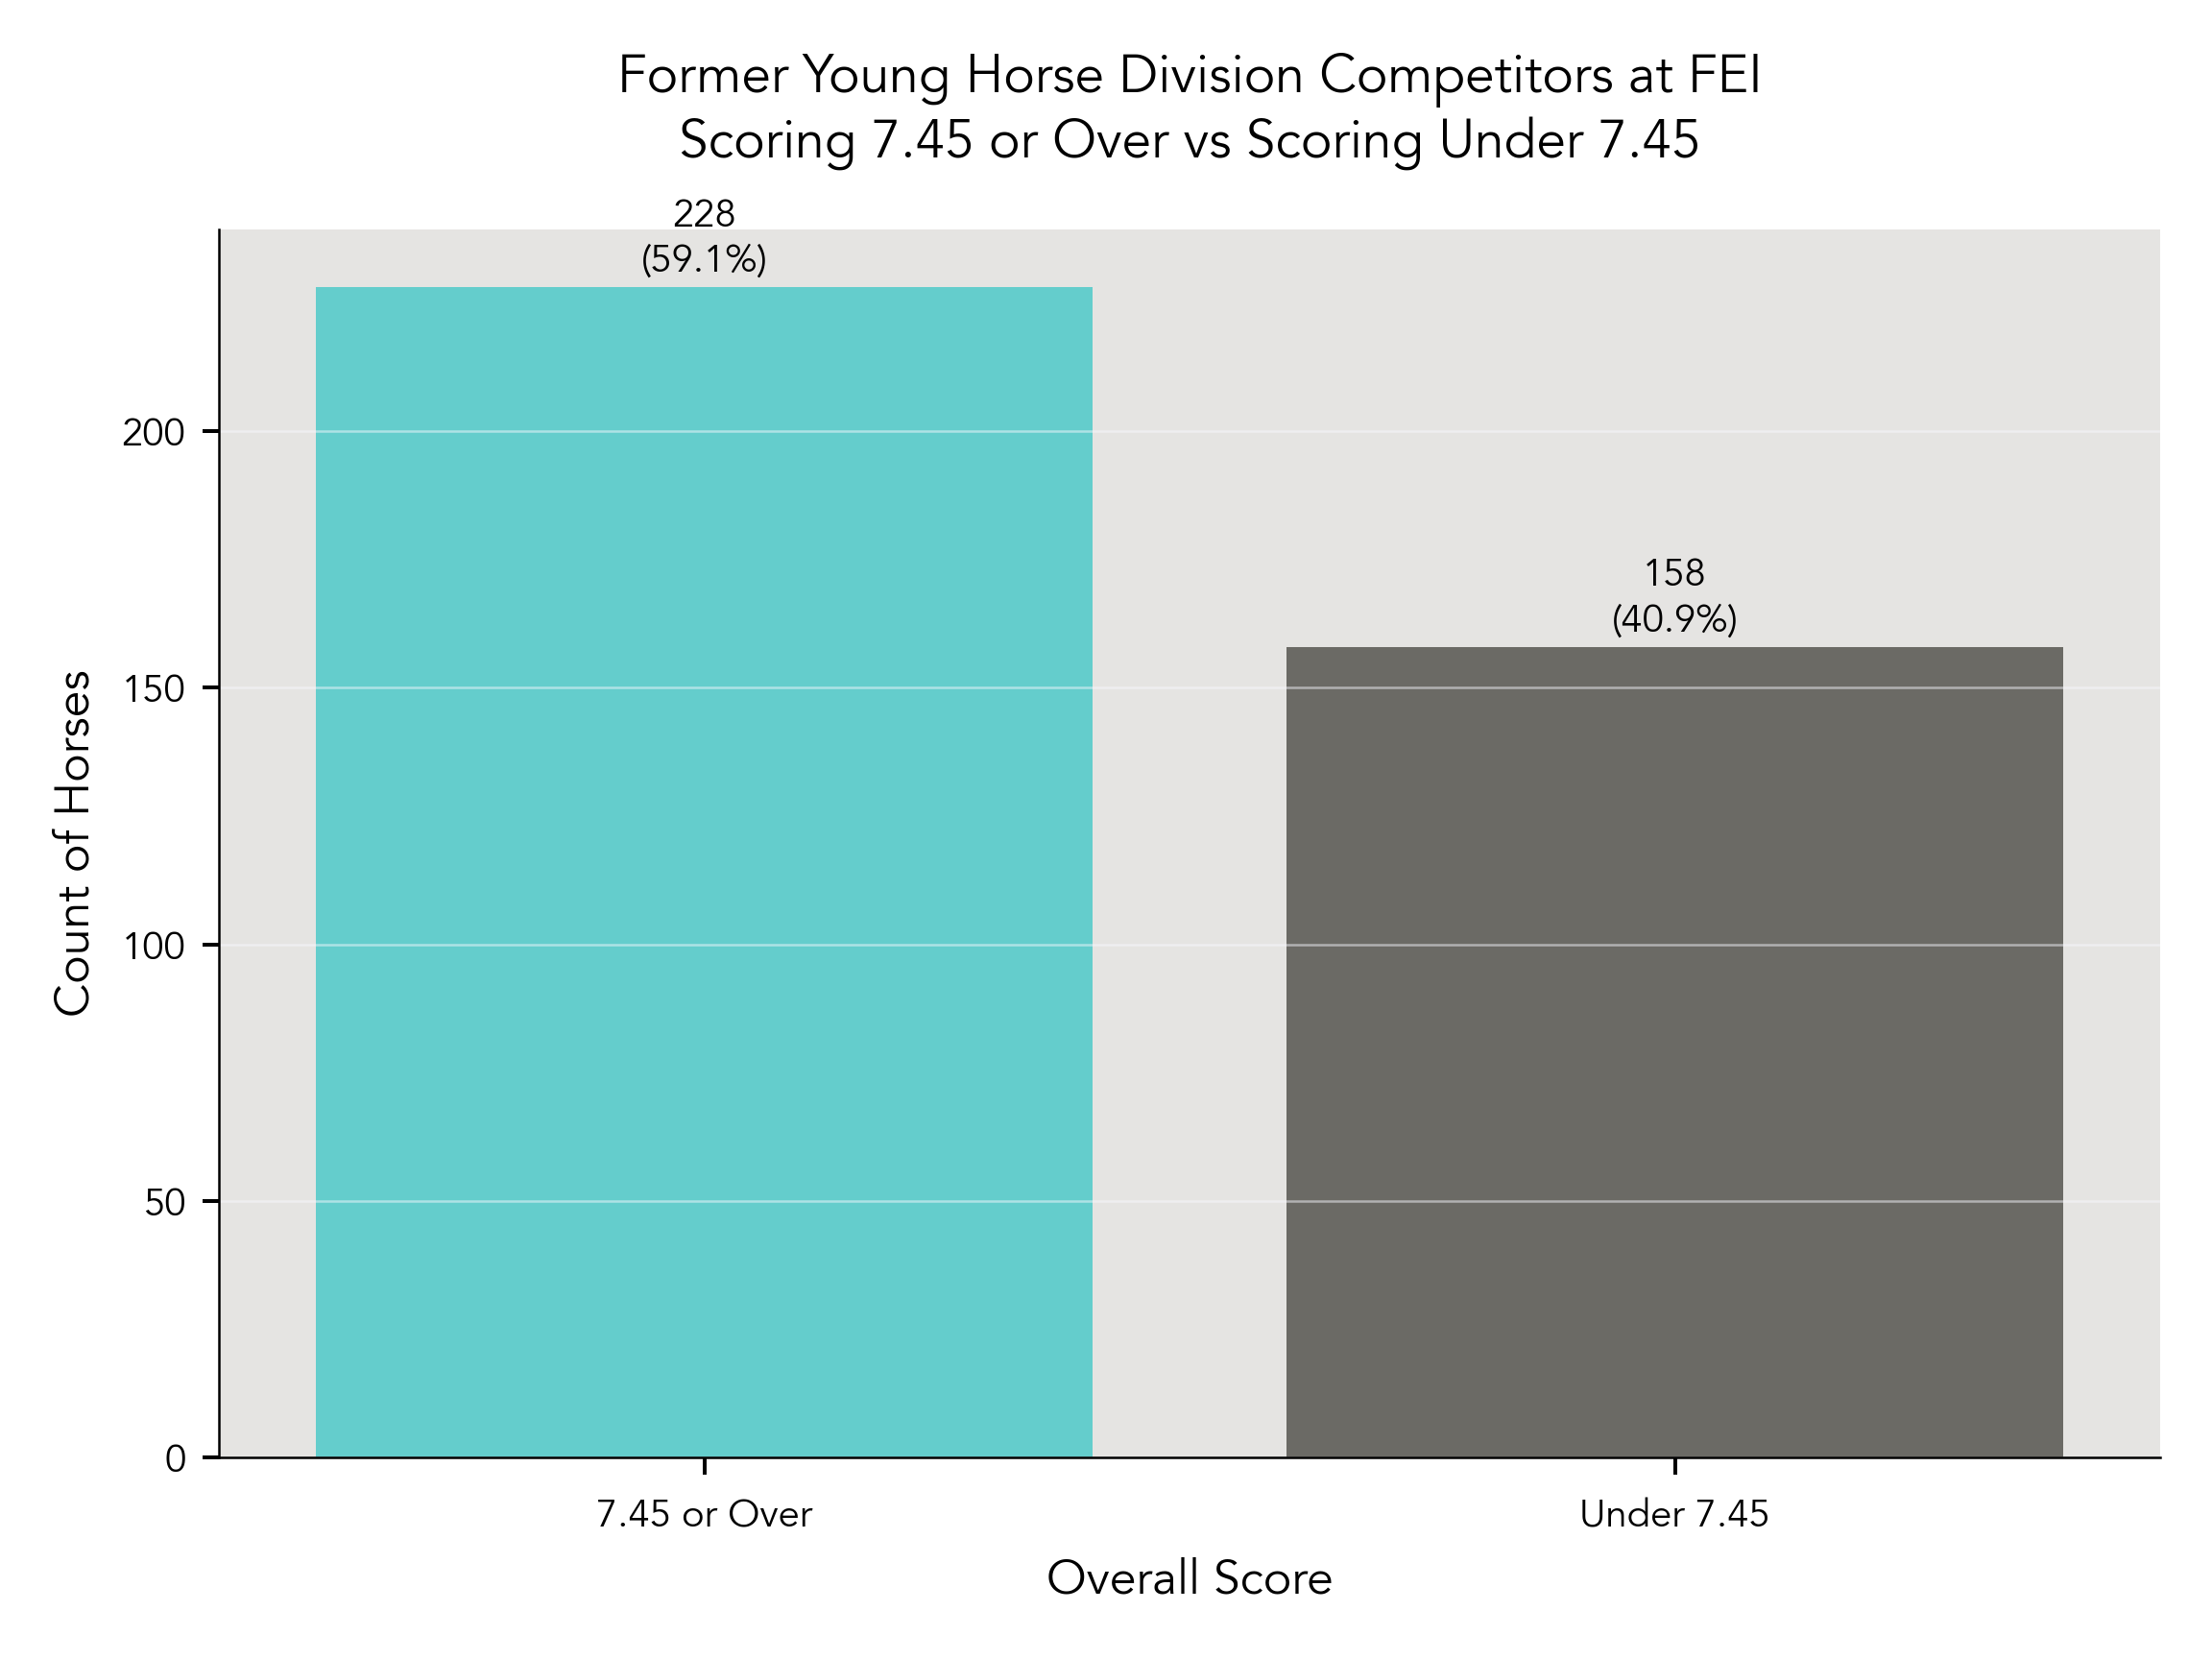 Former Young Horse Division Competitors at FEI
Scoring 7.45 or Over vs Scoring Under 7.45
228
(59.1%)
158
(40.9%)
200
150
100
50
0
Count of Horses
7.45 or Over
Under 7.45
Overall Score